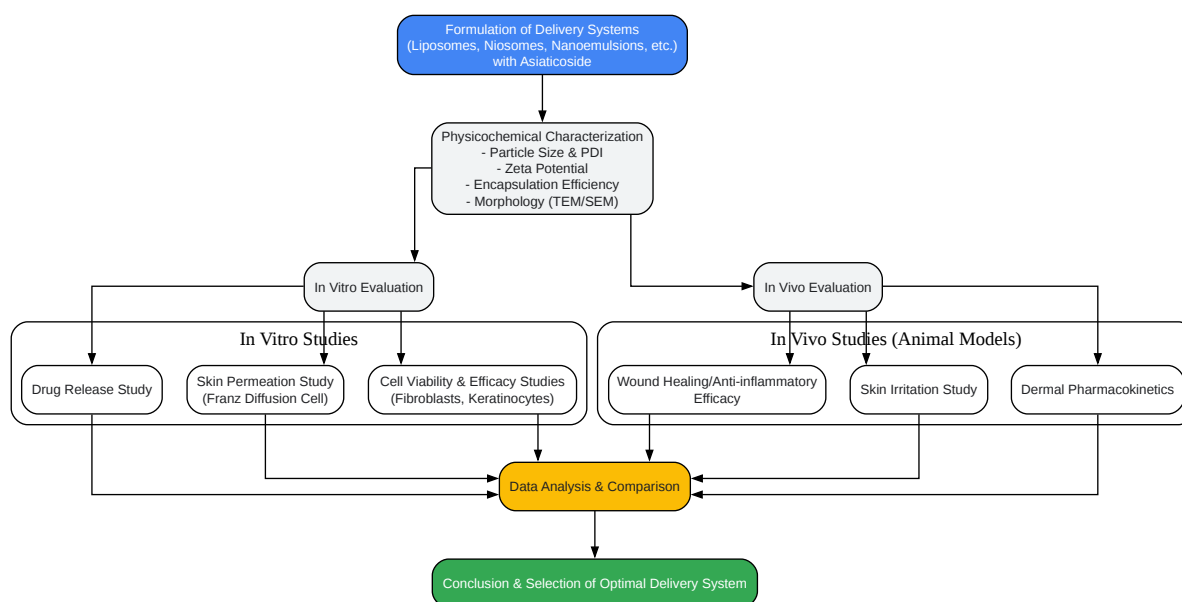 Formulation of Delivery Systems
(Liposomes, Niosomes, Nanoemulsions, etc.)
with Asiaticoside
Physicochemical Characterization
- Particle Size & PDI
- Zeta Potential
- Encapsulation Efficiency
- Morphology (TEM/SEM)
In Vitro Evaluation
In Vivo Evaluation
In Vitro Studies
In Vivo Studies (Animal Models)
Drug Release Study
Skin Permeation Study
(Franz Diffusion Cell)
Cell Viability & Efficacy Studies
(Fibroblasts, Keratinocytes)
Wound Healing/Anti-inflammatory
Efficacy
Skin Irritation Study
Dermal Pharmacokinetics
Data Analysis & Comparison
Conclusion & Selection of Optimal Delivery System